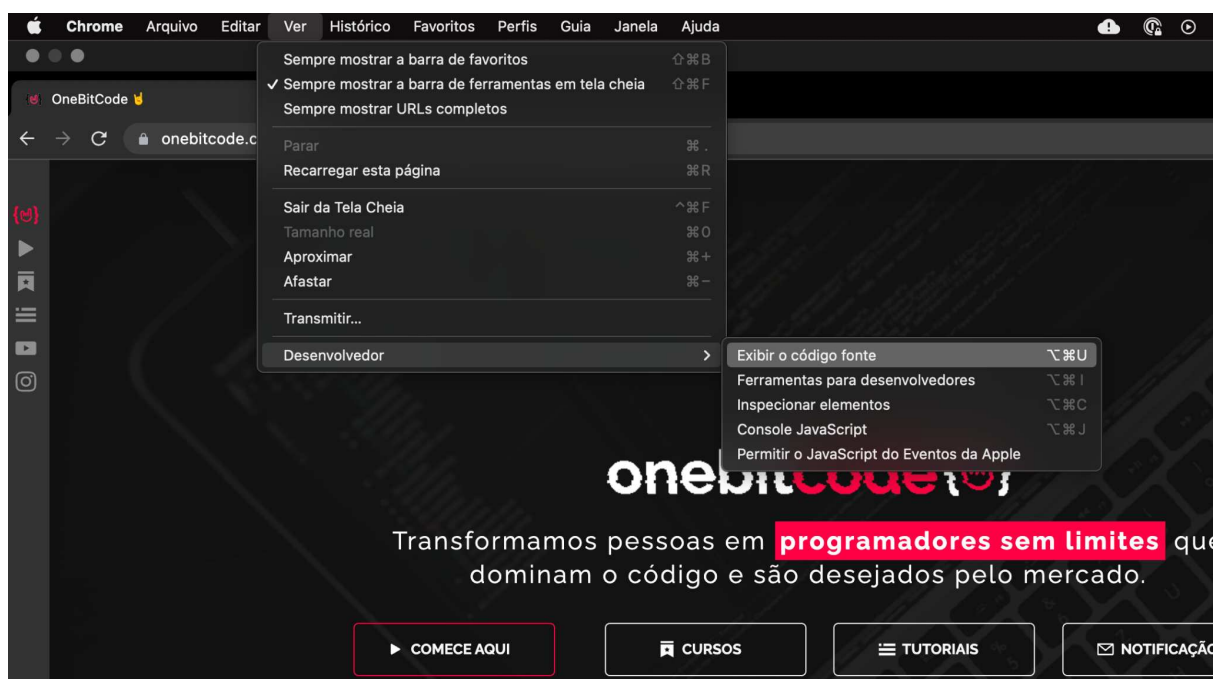 Chrome Arquivo Editar Ver Histórico Favoritos Perfis Guia Janela Ajuda
OneBitCode 🤘
onebitcode.c
Sempre mostrar a barra de favoritos ⇧⌘B
✓ Sempre mostrar a barra de ferramentas em tela cheia ⇧⌘F
Sempre mostrar URLs completos
Parar ⌘.
Recarregar esta página ⌘R
Sair da Tela Cheia ^⌘F
Tamanho real ⌘0
Aproximar ⌘+
Afastar ⌘−
Transmitir...
Desenvolvedor >
Exibir o código fonte ⌥⌘U
Ferramentas para desenvolvedores ⌥⌘I
Inspecionar elementos ⌥⌘C
Console JavaScript ⌥⌘J
Permitir o JavaScript do Eventos da Apple
onebitcode{}
Transformamos pessoas em programadores sem limites que
dominam o código e são desejados pelo mercado.
COMECE AQUI CURSOS TUTORIAIS NOTIFICAÇÃO